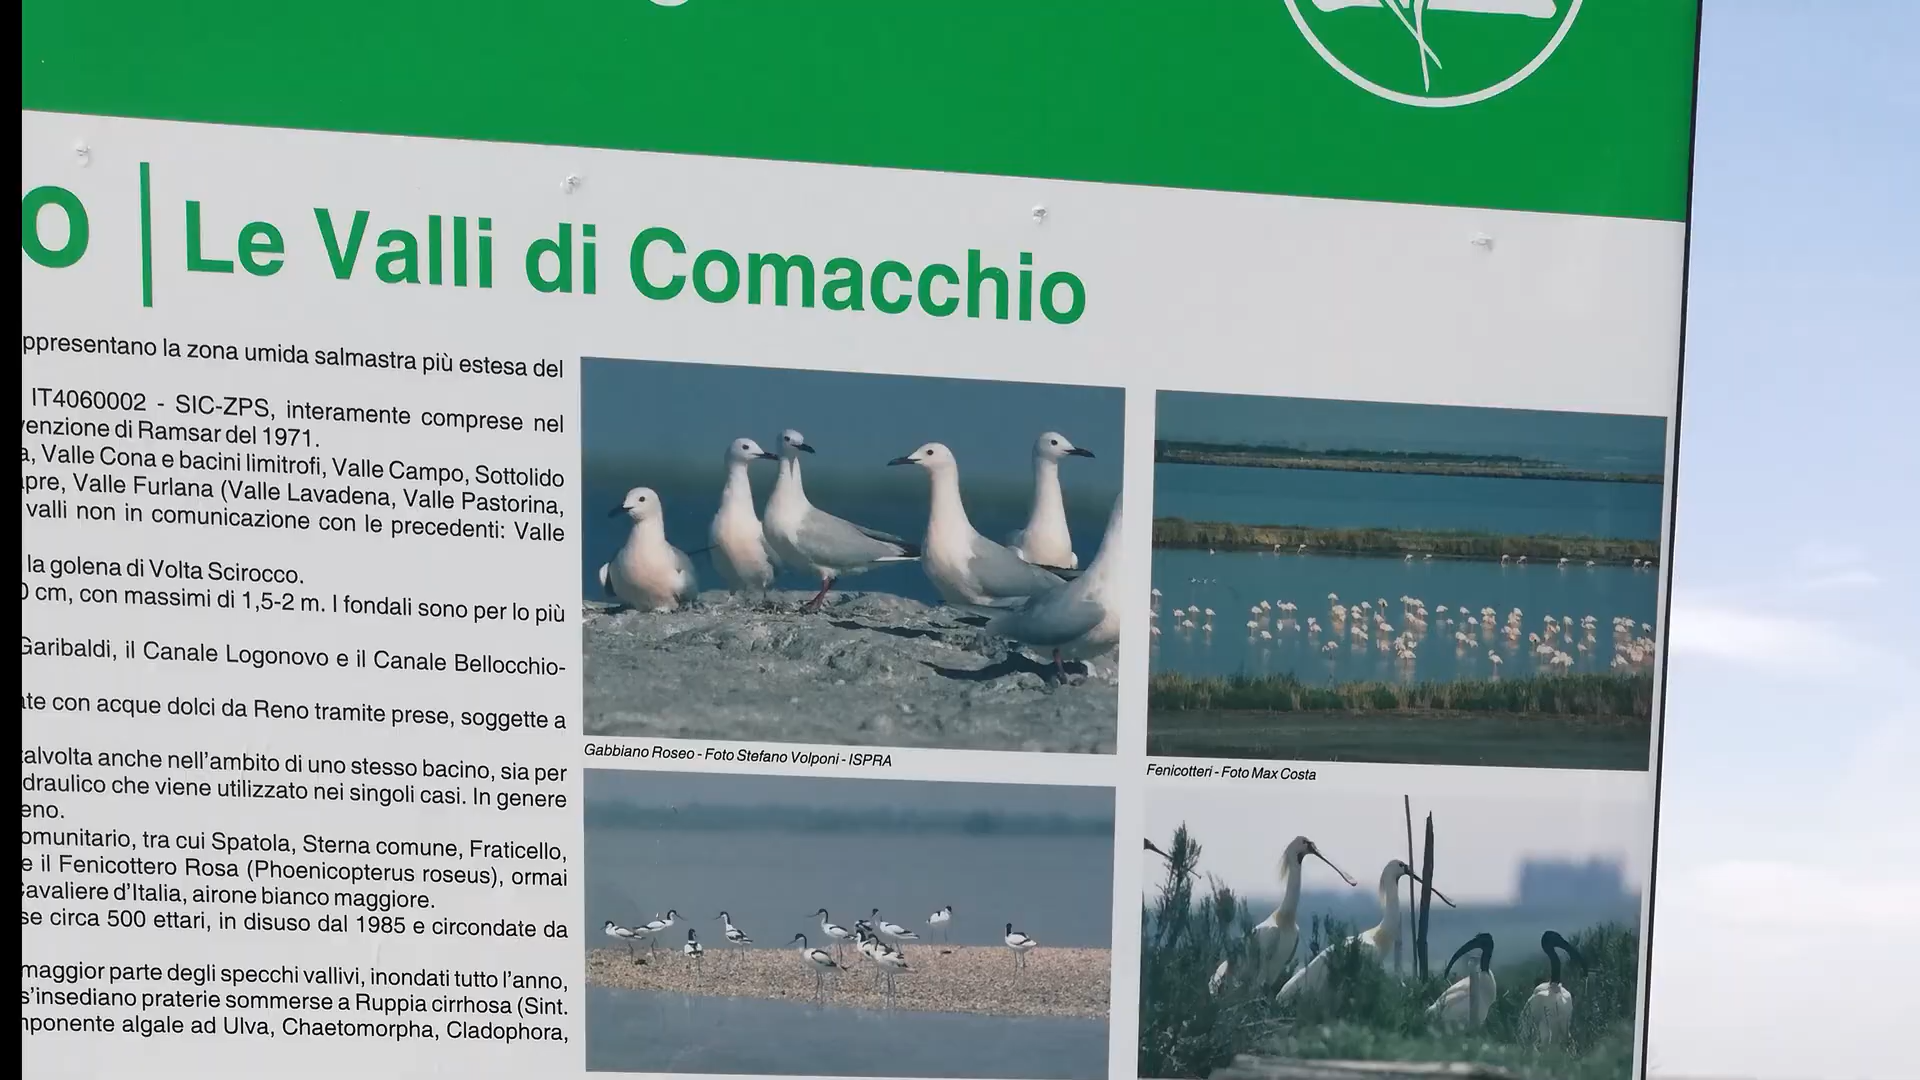 o | Le Valli di Comacchio
ppresentano la zona umida salmastra più estesa del
IT4060002 - SIC-ZPS, interamente comprese nel
venzione di Ramsar del 1971.
a, Valle Cona e bacini limitrofi, Valle Campo, Sottolido
pre, Valle Furlana (Valle Lavadena, Valle Pastorina,
valli non in comunicazione con le precedenti: Valle
la golena di Volta Scirocco.
0 cm, con massimi di 1,5-2 m. I fondali sono per lo più
Garibaldi, il Canale Logonovo e il Canale Bellocchio-
te con acque dolci da Reno tramite prese, soggette a
alvolta anche nell'ambito di uno stesso bacino, sia per
draulico che viene utilizzato nei singoli casi. In genere
eno.
omunitario, tra cui Spatola, Sterna comune, Fraticello,
e il Fenicottero Rosa (Phoenicopterus roseus), ormai
Cavaliere d'Italia, airone bianco maggiore.
se circa 500 ettari, in disuso dal 1985 e circondate da
maggior parte degli specchi vallivi, inondati tutto l'anno,
s'insediano praterie sommerse a Ruppia cirrhosa (Sint.
ponente algale ad Ulva, Chaetomorpha, Cladophora,
Gabbiano Roseo - Foto Stefano Volponi - ISPRA
Fenicotteri - Foto Max Costa